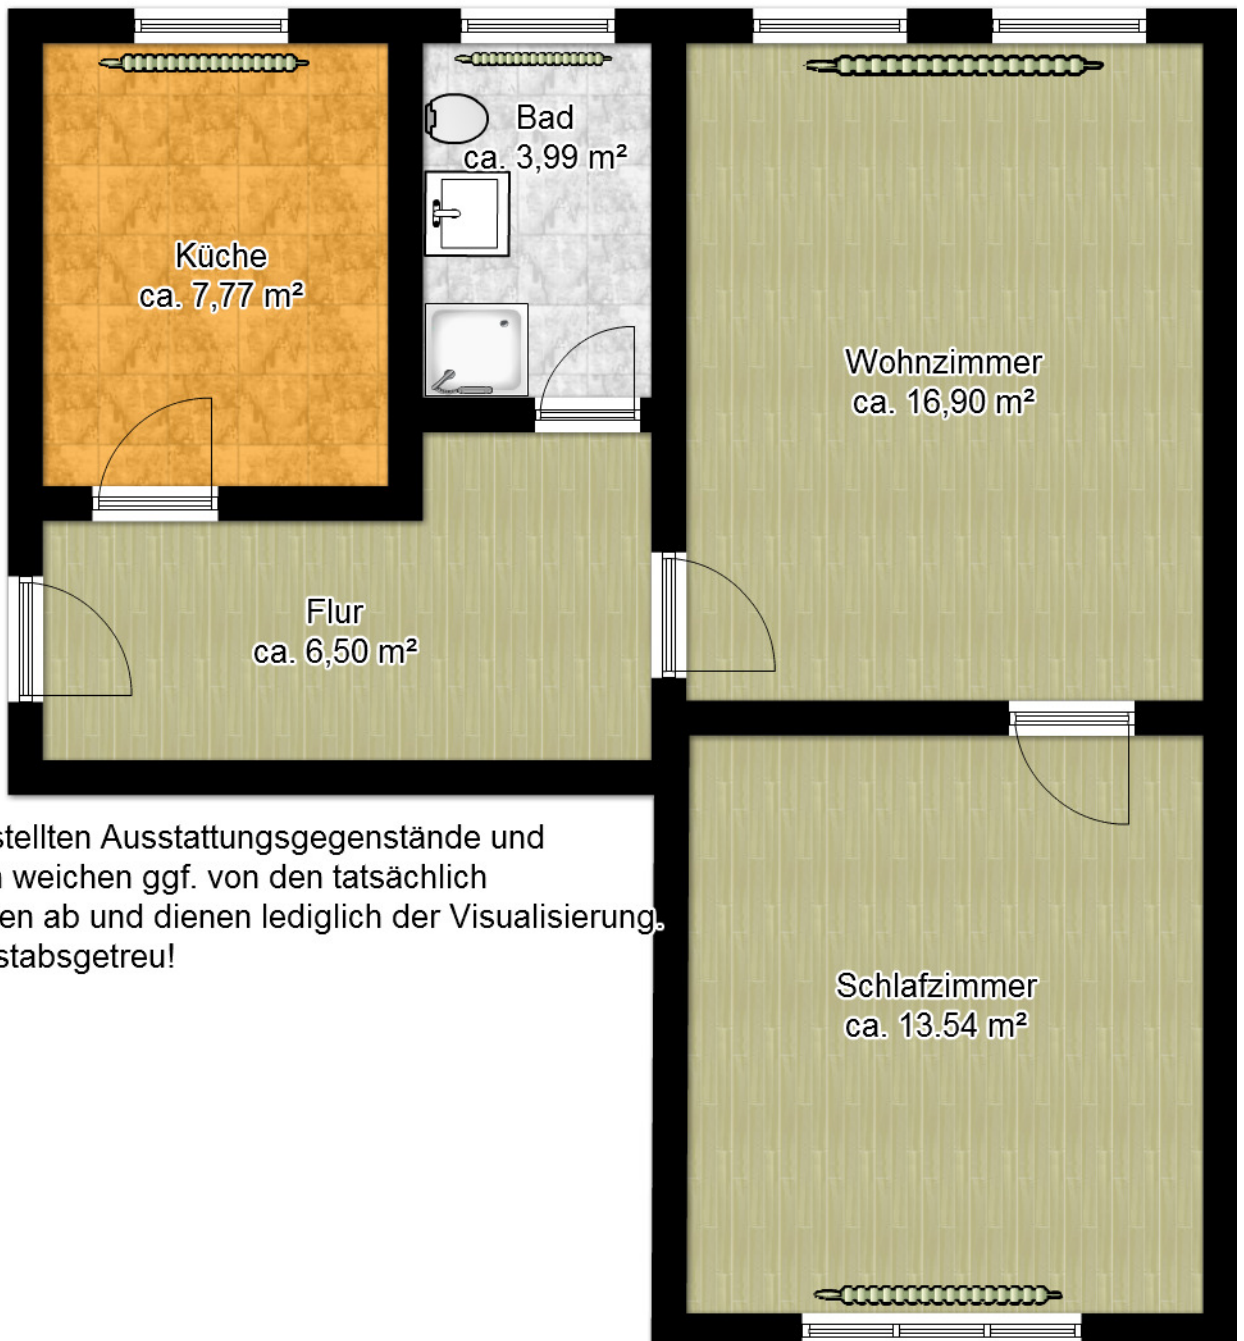 Bad
ca. 3,99 m²
Küche
ca. 7,77 m²
Wohnzimmer
ca. 16,90 m²
Flur
ca. 6,50 m²
stellten Ausstattungsgegenstände und
weichen ggf. von den tatsächlich
en ab und dienen lediglich der Visualisierung.
stabsgetreu!
Schlafzimmer
ca. 13.54 m²